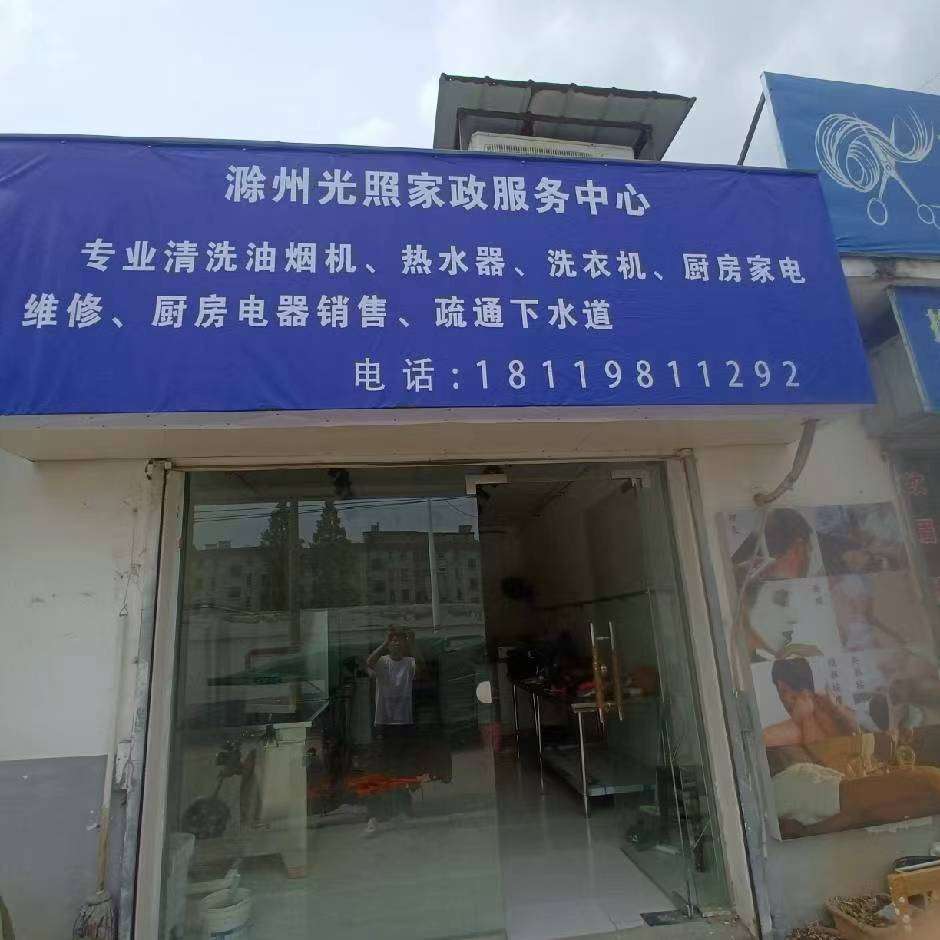 滁州光照家政服务中心
专业清洗油烟机、热水器、洗衣机、厨房家电
维修、厨房电器销售、疏通下水道
电话:18119811292